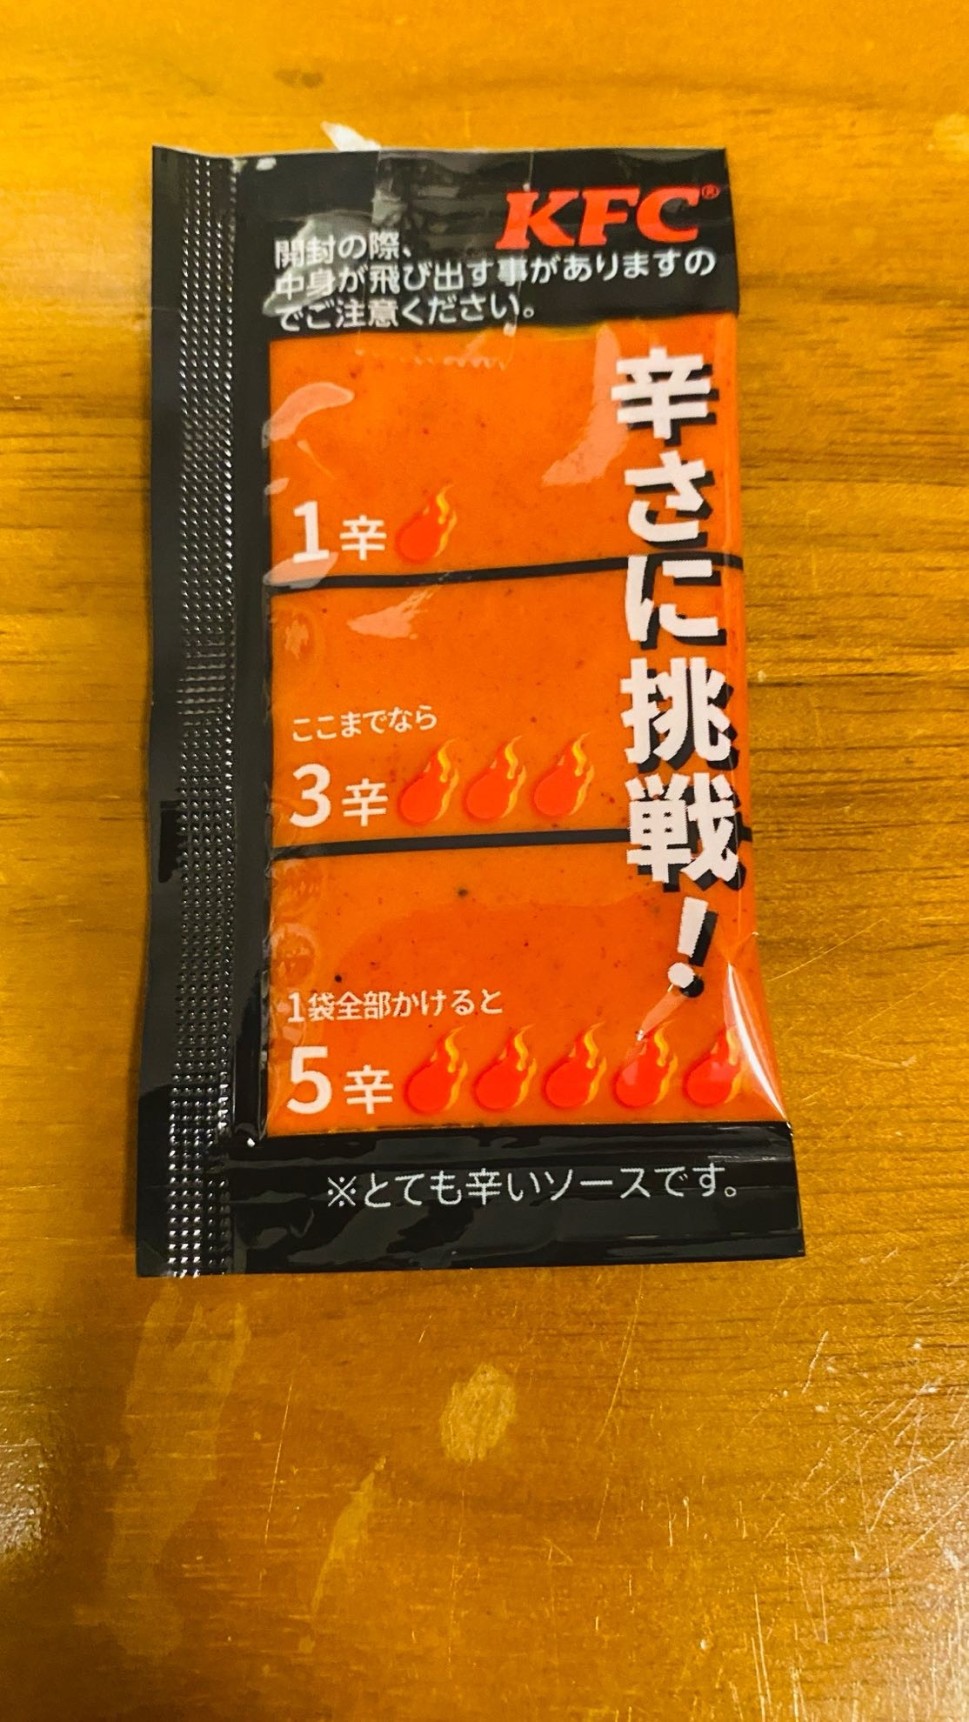 KFC®
開封の際、
中身が飛び出す事がありますの
でご注意ください。
辛さに挑戦！
1辛
ここまでなら
3辛
1袋全部かけると
5辛
※とても辛いソースです。